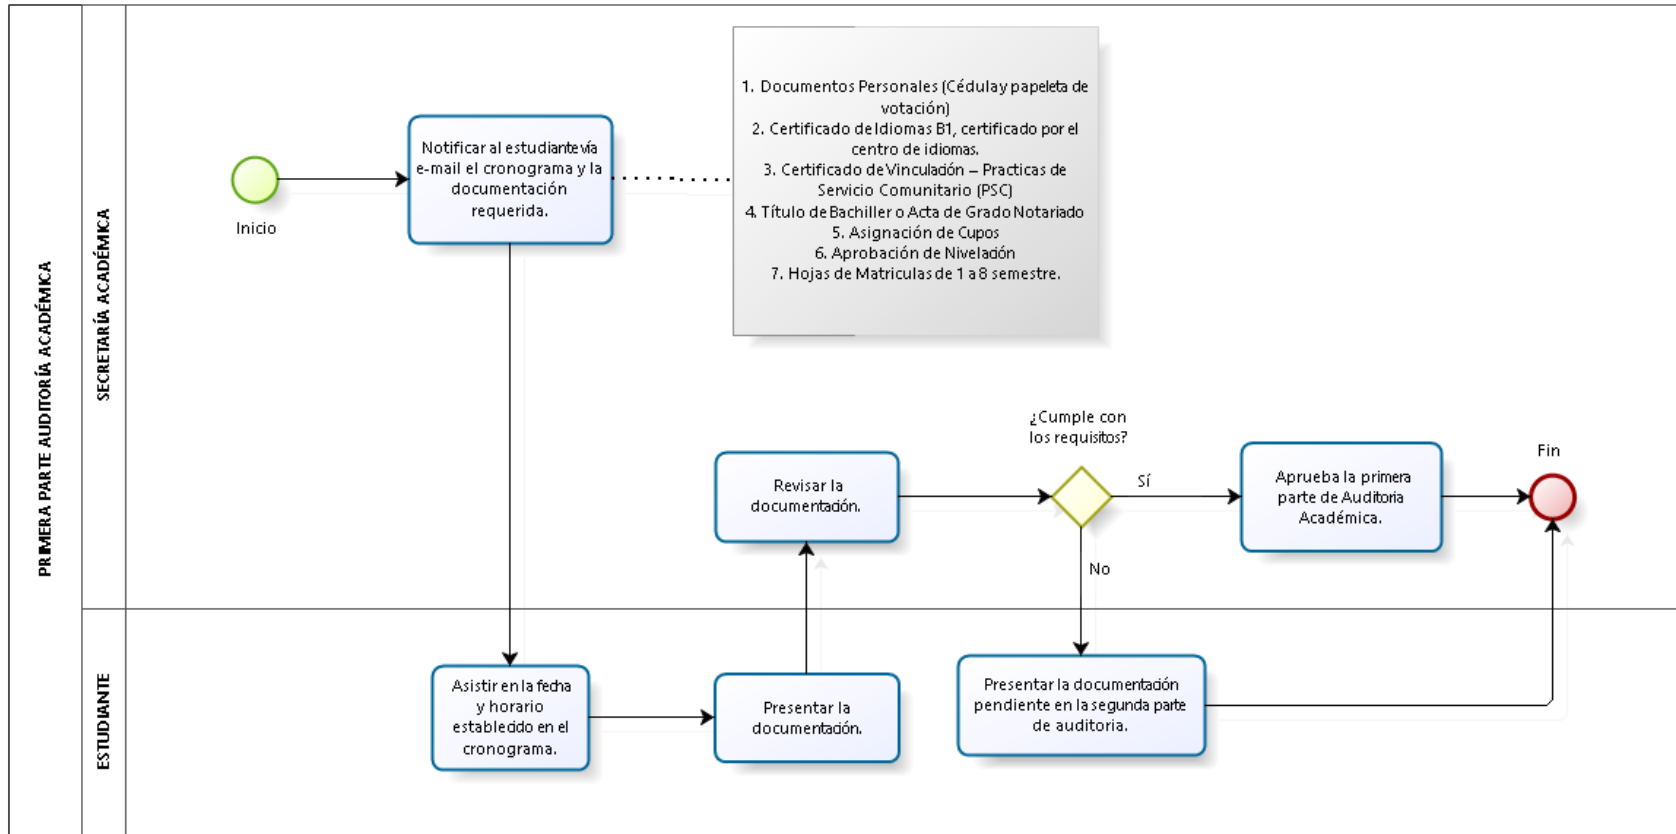 PRIMERA PARTE AUDITORÍA ACADÉMICA
SECRETARÍA ACADÉMICA
Inicio
Notificar al estudiante vía
e-mail el cronograma y la
documentación
requerida.
1. Documentos Personales (Cédula y papeleta de
votación)
2. Certificado de Idiomas B1, certificado por el
centro de idiomas.
3. Certificado de Vinculación – Practicas de
Servicio Comunitario (PSC)
4. Título de Bachiller o Acta de Grado Notariado
5. Asignación de Cupos
6. Aprobación de Nivelación
7. Hojas de Matriculas de 1 a 8 semestre.
Revisar la
documentación.
¿Cumple con
los requisitos?
Sí
No
Aprueba la primera
parte de Auditoria
Académica.
Fin
ESTUDIANTE
Asistir en la fecha
y horario
establecido en el
cronograma.
Presentar la
documentación.
Presentar la documentación
pendiente en la segunda parte
de auditoria.